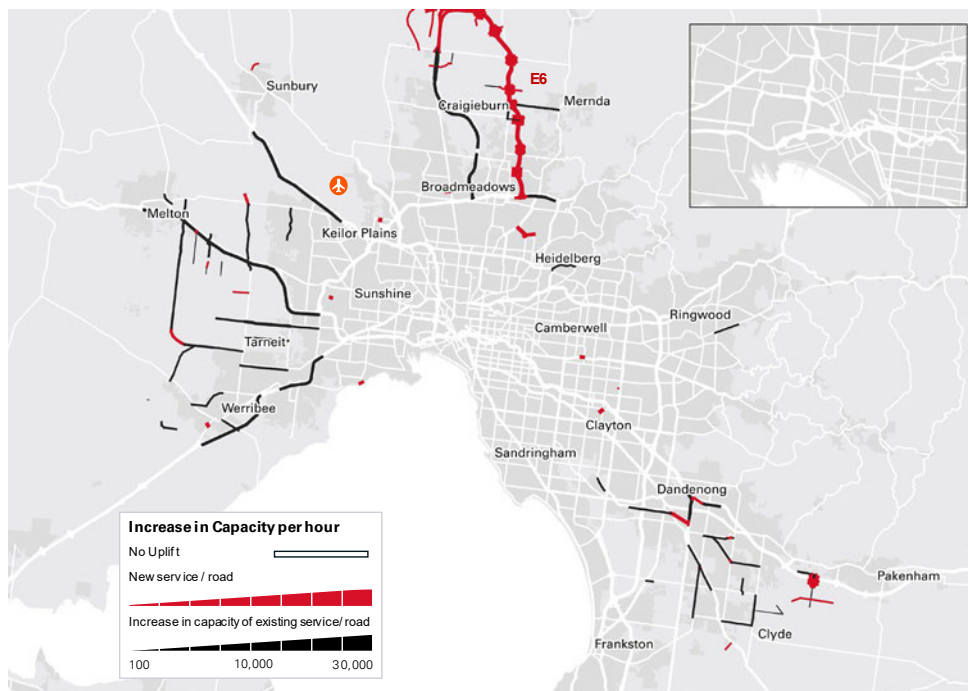 E6
Sunbury
Craigieburn
Mernda
Broadmeadows
Melton
Keilor Plains
Heidelberg
Sunshine
Ringwood
Camberwell
Tarneit
Werribee
Clayton
Sandringham
Dandenong
Pakenham
Clyde
Frankston
Increase in Capacity per hour
No Uplift
New service / road
Increase in capacity of existing service/ road
100 10,000 30,000